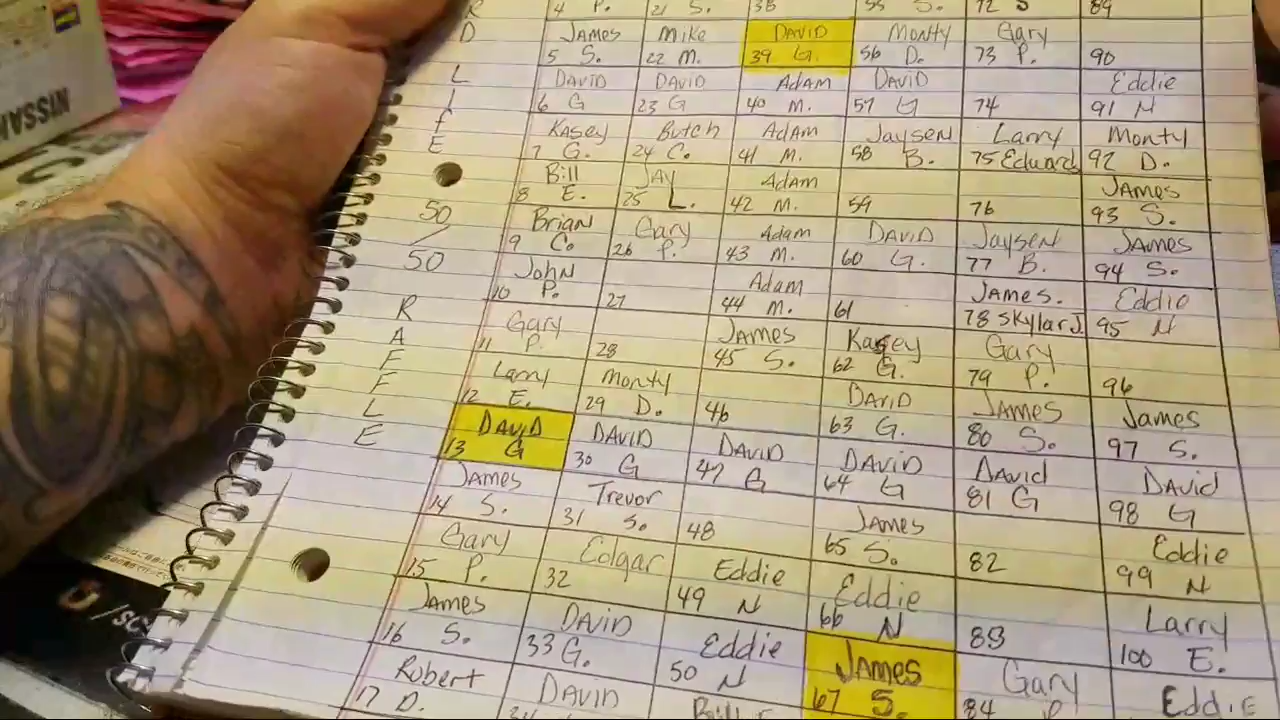 R 4 P. 21 S. 38 55 S. 72 S 89
D James Mike DAVID Monty Gary
5 S. 22 M. 39 G. 56 D. 73 P. 90
L DAVID DAVID Adam DAVID Eddie
I 6 G 23 G 40 M. 57 G 74 91 N
f Kasey Butch Adam Jaysen Larry Monty
E 7 G. 24 C. 41 M. 58 B. 75 Edward 92 D.
Bill JAY Adam JAmes
8 E. 25 L. 42 M. 59 76 93 S.
50 Brian Gary Adam DAVID Jaysen James
/ 9 C. 26 P. 43 M. 60 G. 77 B. 94 S.
50 John Adam James. Eddie
10 P. 27 44 M. 61 78 Skylar J. 95 N
R Gary James Kasey Gary
A 11 P. 28 45 S. 62 G. 79 P. 96
F Larry Monty DAVID JAMES James
F 12 E. 29 D. 46 63 G. 80 S. 97 S.
L DAVID DAVID DAVID DAVID David David
E 13 G 30 G 47 G 64 G 81 G 98 G
James Trevor James Eddie
14 S. 31 S. 48 65 S. 82 99 N
Gary Edgar Eddie Eddie Larry
15 P. 32 49 N 66 N 83 100 E.
James DAVID Eddie James Gary Eddie
16 S. 33 G. 50 N 67 S. 84
Robert DAVID
17 D.
NISSAN